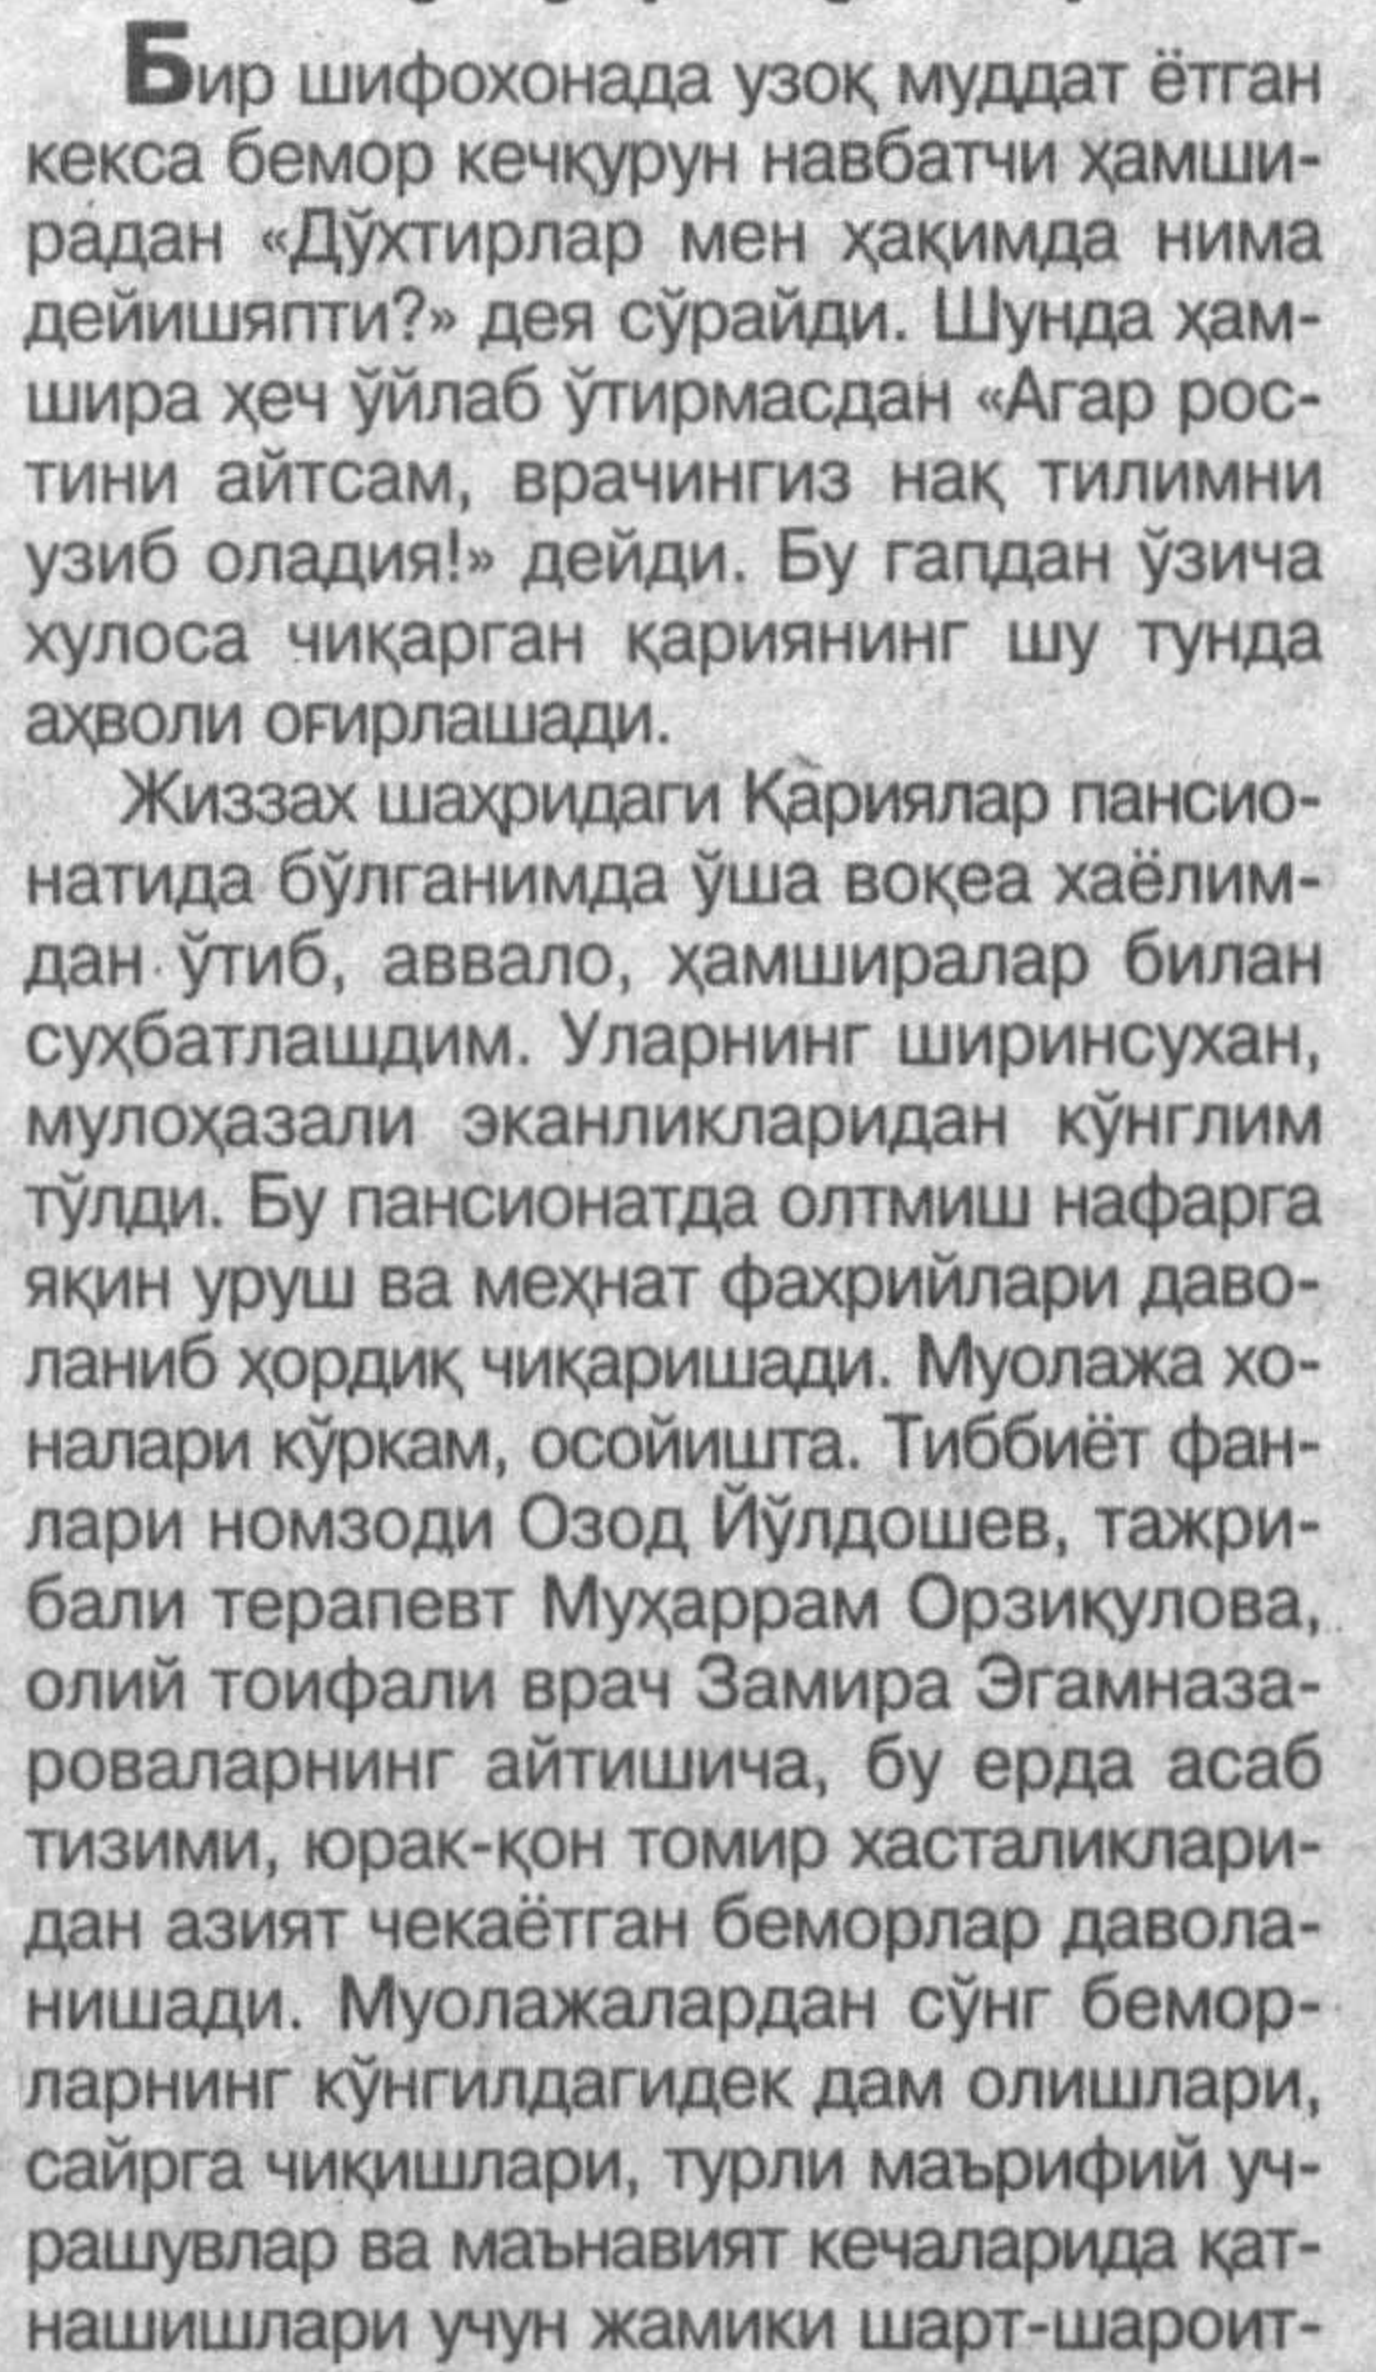 Бир шифохонада узоқ муддат ётган
кекса бемор кечқурун навбатчи ҳамши-
радан «Дўхтирлар мен ҳақимда нима
дейишяпти?» дея сўрайди. Шунда ҳам-
шира ҳеч ўйлаб ўтирмасдан «Агар рос-
тини айтсам, врачингиз нақ тилимни
узиб оладия!» дейди. Бу гапдан ўзича
хулоса чиқарган қариянинг шу тунда
аҳволи оғирлашади.
Жиззах шаҳридаги Қариялар пансио-
натида бўлганимда ўша воқеа хаёлим-
дан ўтиб, аввало, ҳамширалар билан
суҳбатлашдим. Уларнинг ширинсухан,
мулоҳазали эканликларидан кўнглим
тўлди. Бу пансионатда олтмиш нафарга
яқин уруш ва меҳнат фахрийлари даво-
ланиб ҳордиқ чиқаришади. Муолажа хо-
налари кўркам, осойишта. Тиббиёт фан-
лари номзоди Озод Йўлдошев, тажри-
бали терапевт Муҳаррам Орзиқулова,
олий тоифали врач Замира Эгамназа-
роваларнинг айтишича, бу ерда асаб
тизими, юрак-қон томир хасталиклари-
дан азият чекаётган беморлар давола-
нишади. Муолажалардан сўнг бемор-
ларнинг кўнгилдагидек дам олишлари,
сайрга чиқишлари, турли маърифий уч-
рашувлар ва маънавият кечаларида қат-
нашишлари учун жамики шарт-шароит-